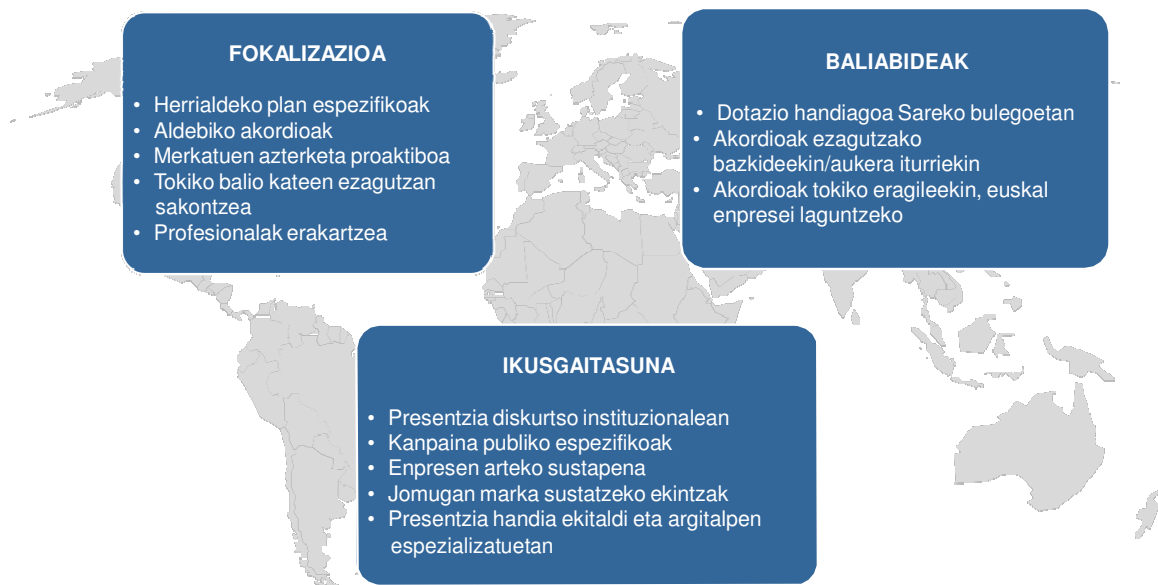 FOKALIZAZIOA
• Herrialdeko plan espezifikoak
• Aldebiko akordioak
• Merkatuen azterketa proaktiboa
• Tokiko balio kateen ezagutzan
sakontzea
• Profesionalak erakartzea
BALIABIDEAK
• Dotazio handiagoa Sareko bulegoetan
• Akordioak ezagutzako
bazkideekin/aukera iturriekin
• Akordioak tokiko eragileekin, euskal
enpresei laguntzeko
IKUSGAITASUNA
• Presentzia diskurtso instituzionalean
• Kanpaina publiko espezifikoak
• Enpresen arteko sustapena
• Jomugan marka sustatzeko ekintzak
• Presentzia handia ekitaldi eta argitalpen
espezializatuetan